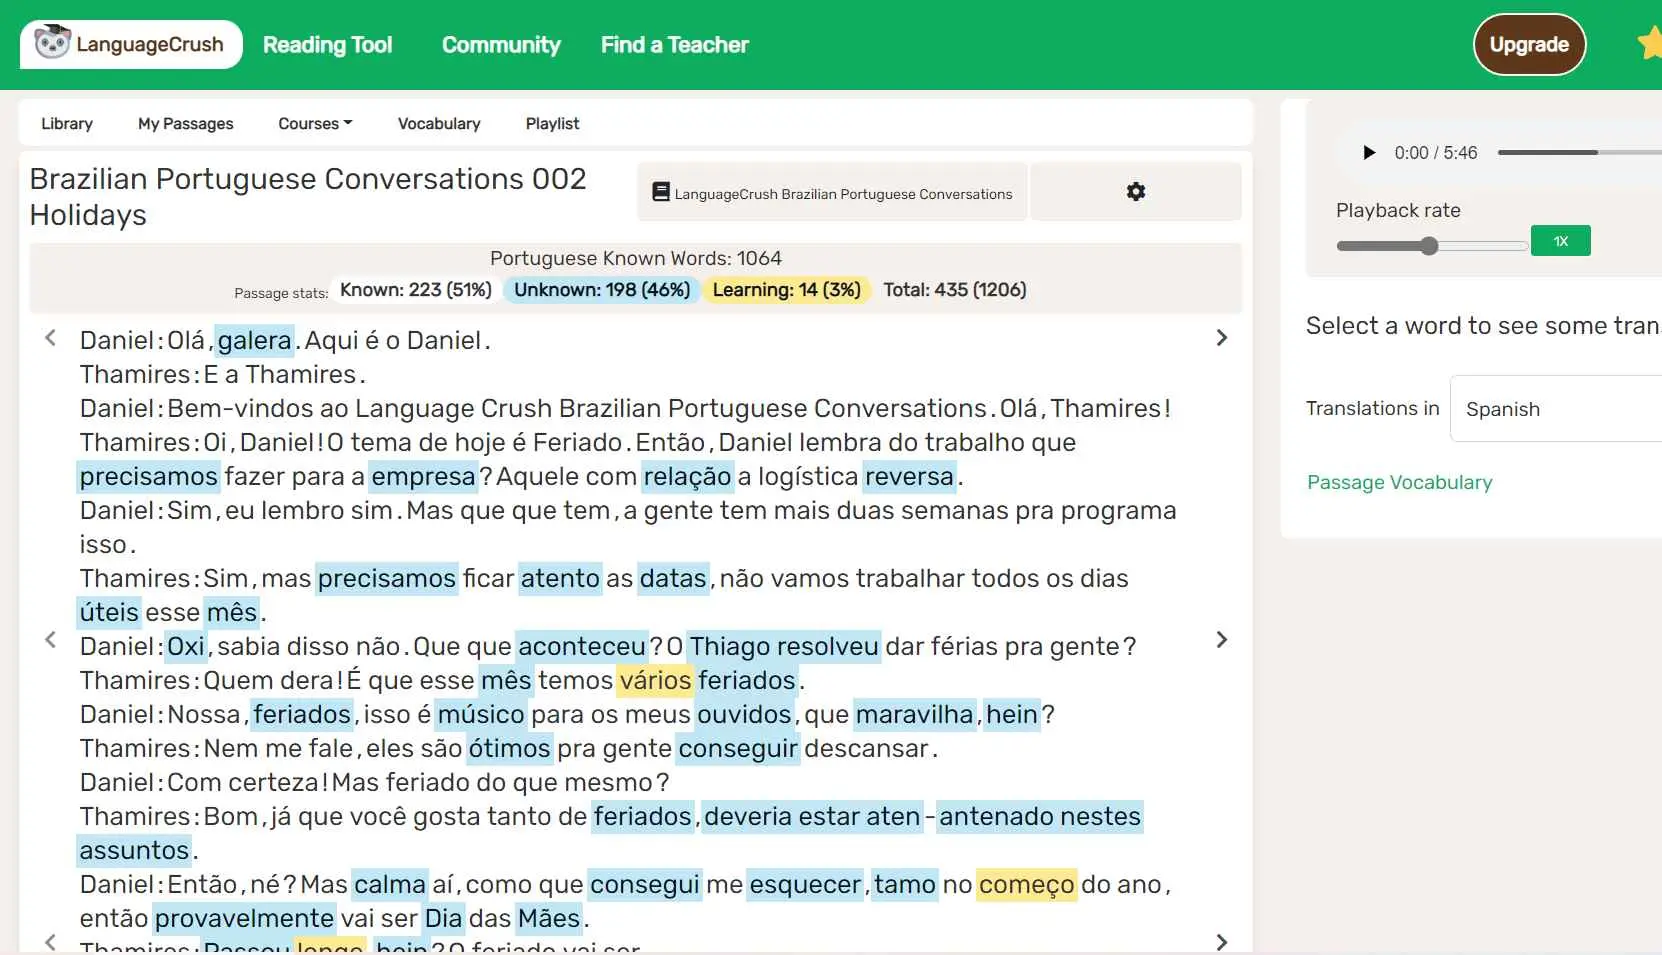 LanguageCrush
Reading Tool
Community
Find a Teacher
Upgrade
Library
My Passages
Courses
Vocabulary
Playlist
Brazilian Portuguese Conversations 002
Holidays
LanguageCrush Brazilian Portuguese Conversations
Portuguese Known Words: 1064
Passage stats: Known: 223 (51%) Unknown: 198 (46%) Learning: 14 (3%) Total: 435 (1206)
Daniel: Olá, galera. Aqui é o Daniel.
Thamires: E a Thamires.
Daniel: Bem-vindos ao Language Crush Brazilian Portuguese Conversations. Olá, Thamires!
Thamires: Oi, Daniel! O tema de hoje é Feriado. Então, Daniel lembra do trabalho que
precisamos fazer para a empresa? Aquele com relação a logística reversa.
Daniel: Sim, eu lembro sim. Mas que que tem, a gente tem mais duas semanas pra programa
isso.
Thamires: Sim, mas precisamos ficar atento as datas, não vamos trabalhar todos os dias
úteis esse mês.
Daniel: Oxi, sabia disso não. Que que aconteceu? O Thiago resolveu dar férias pra gente?
Thamires: Quem dera! É que esse mês temos vários feriados.
Daniel: Nossa, feriados, isso é músico para os meus ouvidos, que maravilha, hein?
Thamires: Nem me fale, eles são ótimos pra gente conseguir descansar.
Daniel: Com certeza! Mas feriado do que mesmo?
Thamires: Bom, já que você gosta tanto de feriados, deveria estar aten-antenado nestes
assuntos.
Daniel: Então, né? Mas calma aí, como que consegui me esquecer, tamo no começo do ano,
então provavelmente vai ser Dia das Mães.
Thamires: Passou longe, hein? O feriado vai ser
0:00 / 5:46
Playback rate
1X
Select a word to see some tran
Translations in
Spanish
Passage Vocabulary